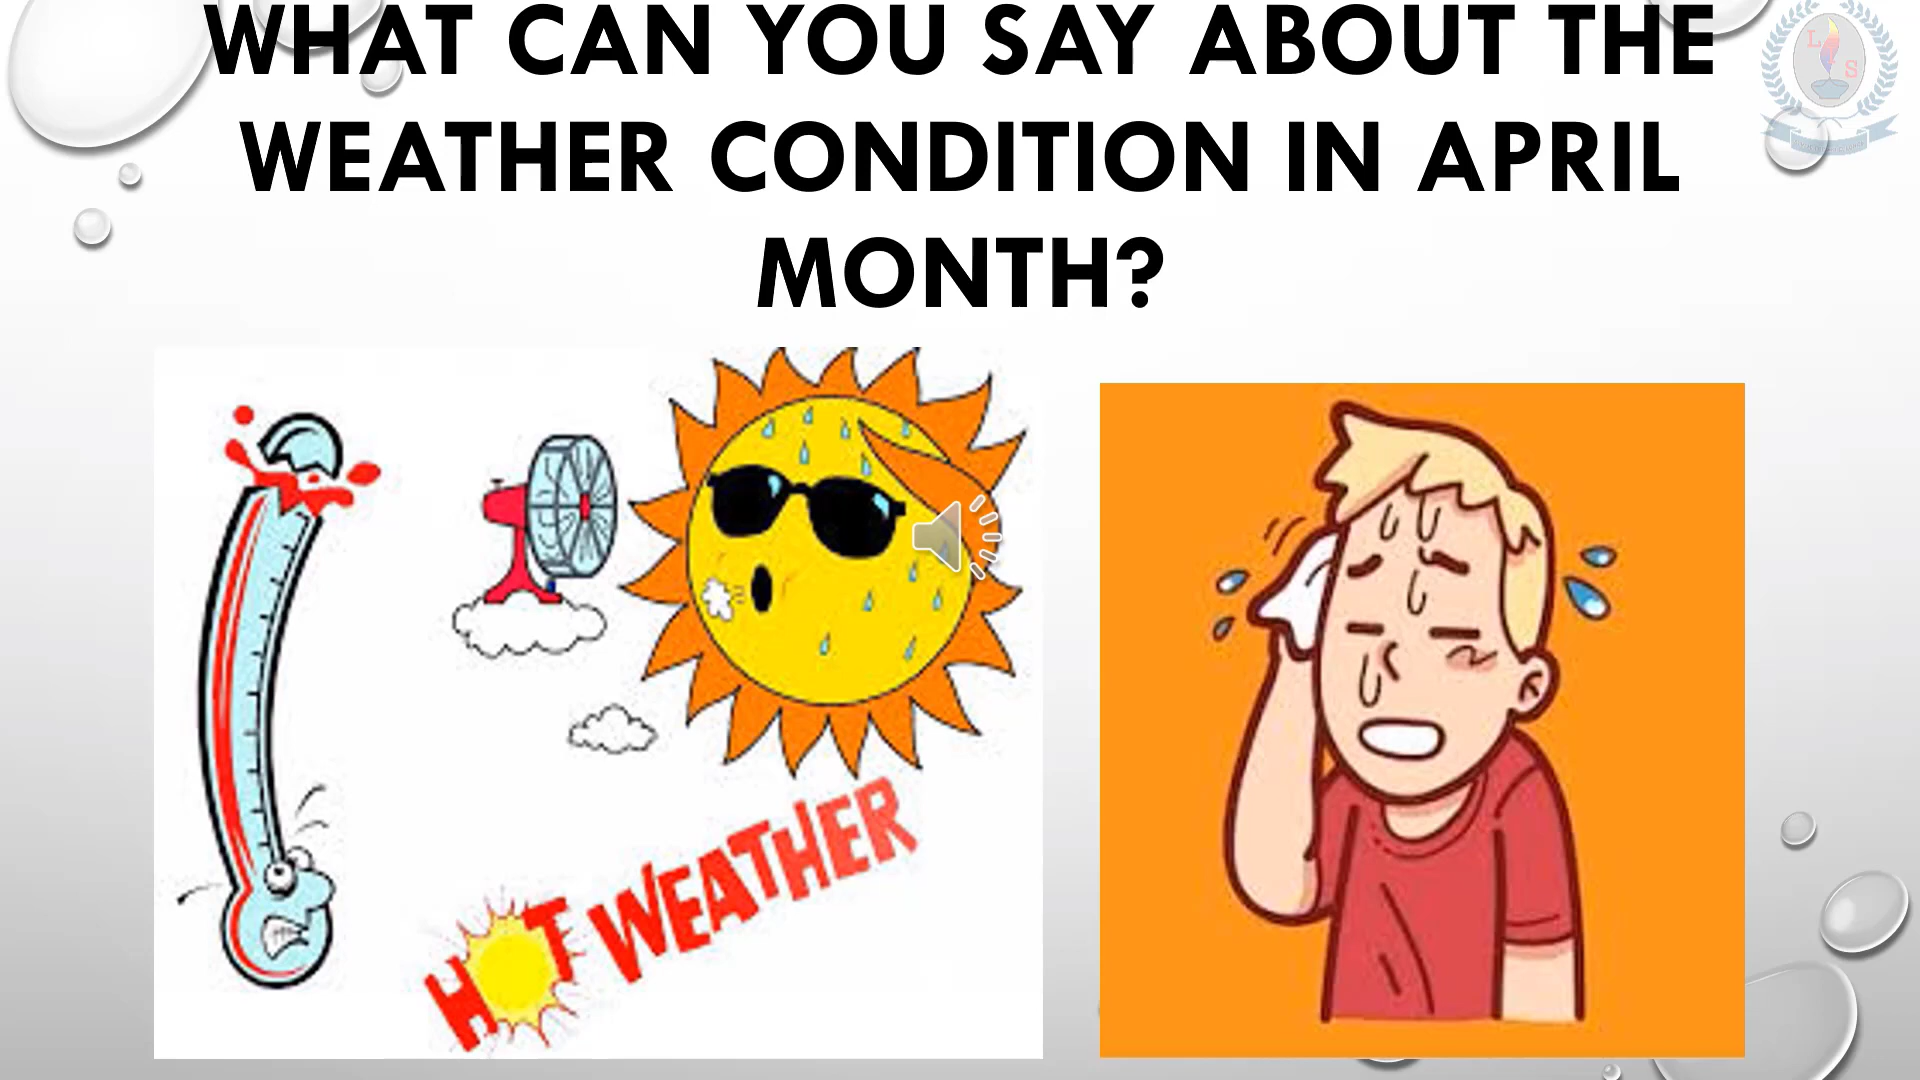 WHAT CAN YOU SAY ABOUT THE
WEATHER CONDITION IN APRIL
MONTH?
L
S
HOT WEATHER